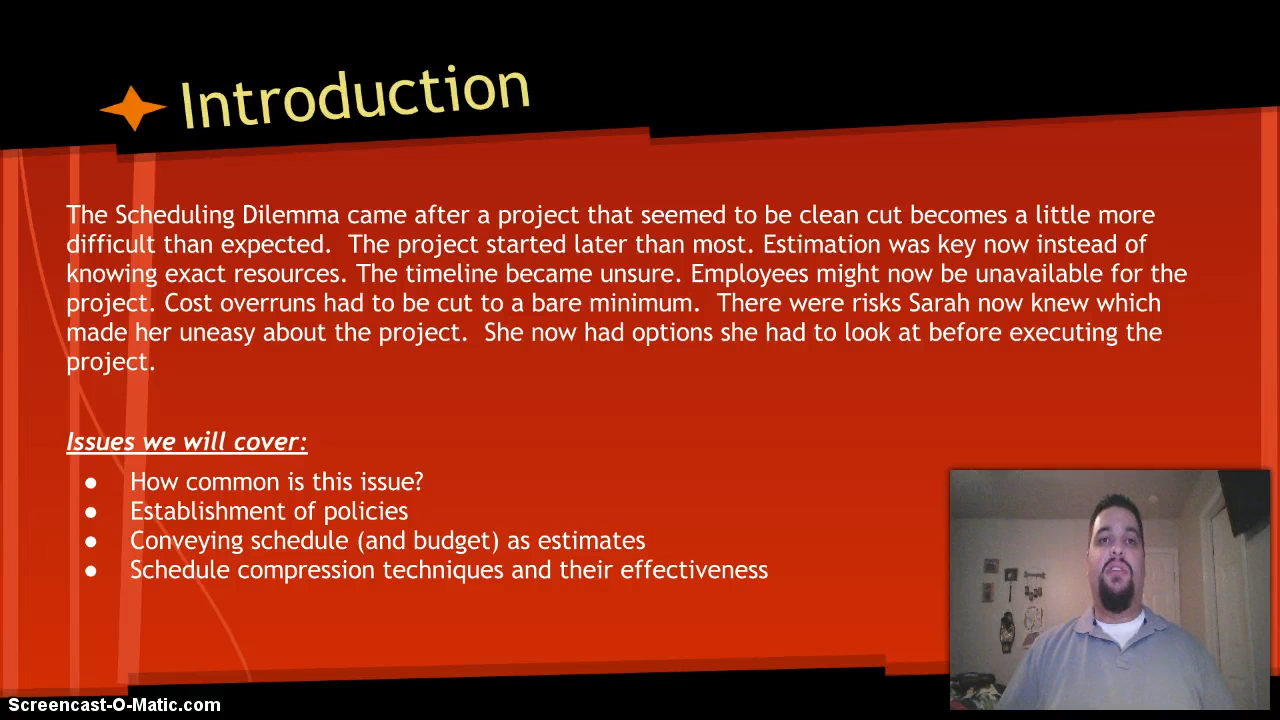 Introduction
The Scheduling Dilemma came after a project that seemed to be clean cut becomes a little more
difficult than expected.  The project started later than most. Estimation was key now instead of
knowing exact resources. The timeline became unsure. Employees might now be unavailable for the
project. Cost overruns had to be cut to a bare minimum.  There were risks Sarah now knew which
made her uneasy about the project.  She now had options she had to look at before executing the
project.
Issues we will cover:
● How common is this issue?
● Establishment of policies
● Conveying schedule (and budget) as estimates
● Schedule compression techniques and their effectiveness
Screencast-O-Matic.com